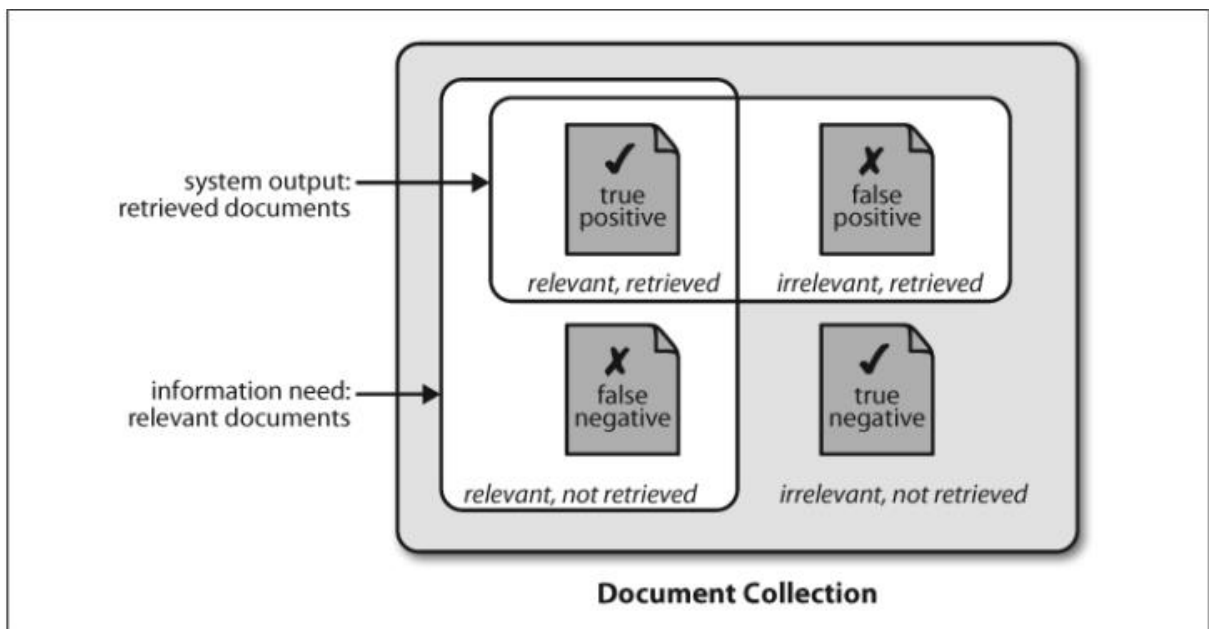 system output:
retrieved documents
✓
true
positive
✗
false
positive
relevant, retrieved
irrelevant, retrieved
information need:
relevant documents
✗
false
negative
✓
true
negative
relevant, not retrieved
irrelevant, not retrieved
Document Collection